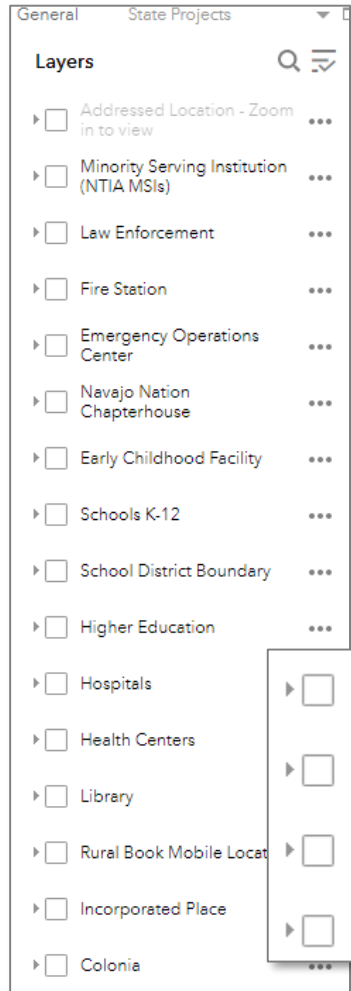 General State Projects
Layers
Addressed Location - Zoom
in to view
Minority Serving Institution
(NTIA MSIs)
Law Enforcement
Fire Station
Emergency Operations
Center
Navajo Nation
Chapterhouse
Early Childhood Facility
Schools K-12
School District Boundary
Higher Education
Hospitals
Health Centers
Library
Rural Book Mobile Locat
Incorporated Place
Colonia